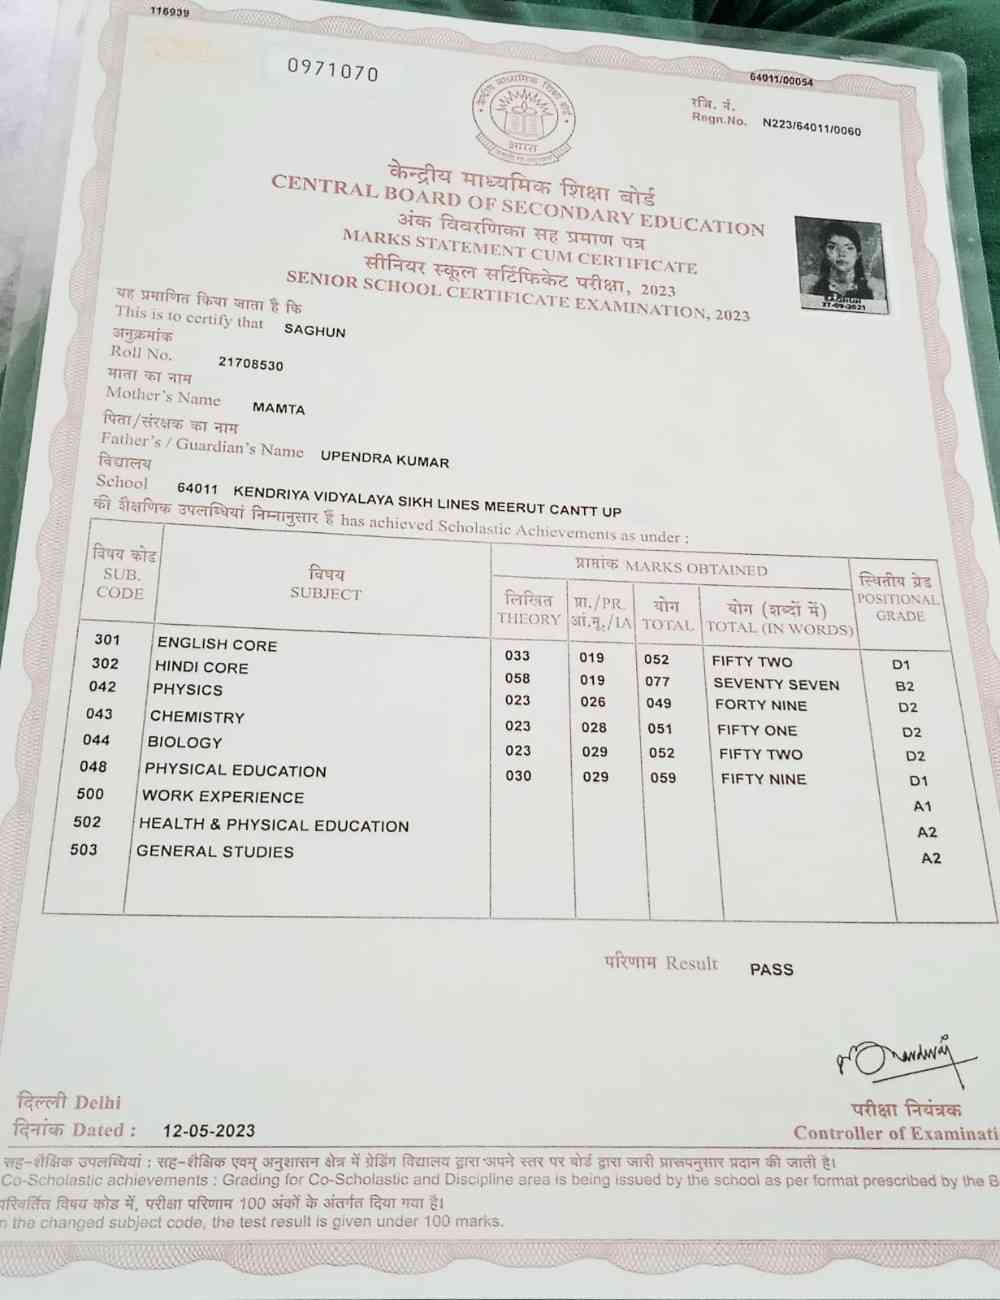 116939
0971070
64011/00054
रजि. नं.
Regn.No. N223/64011/0060
भारत
केन्द्रीय माध्यमिक शिक्षा बोर्ड
CENTRAL BOARD OF SECONDARY EDUCATION
अंक विवरणिका सह प्रमाण पत्र
MARKS STATEMENT CUM CERTIFICATE
सीनियर स्कूल सर्टिफिकेट परीक्षा, 2023
SENIOR SCHOOL CERTIFICATE EXAMINATION, 2023
SAGHUN
27-09-2021
यह प्रमाणित किया जाता है कि
This is to certify that SAGHUN
अनुक्रमांक
Roll No. 21708530
माता का नाम
Mother's Name MAMTA
पिता/संरक्षक का नाम
Father's / Guardian's Name UPENDRA KUMAR
विद्यालय
School 64011 KENDRIYA VIDYALAYA SIKH LINES MEERUT CANTT UP
की शैक्षणिक उपलब्धियां निम्नानुसार हैं has achieved Scholastic Achievements as under :
विषय कोड
SUB. CODE
विषय
SUBJECT
प्राप्तांक MARKS OBTAINED
लिखित
THEORY
प्रा./PR.
आं.मू./IA
योग
TOTAL
योग (शब्दों में)
TOTAL (IN WORDS)
स्थितीय ग्रेड
POSITIONAL GRADE
301 ENGLISH CORE 033 019 052 FIFTY TWO D1
302 HINDI CORE 058 019 077 SEVENTY SEVEN B2
042 PHYSICS 023 026 049 FORTY NINE D2
043 CHEMISTRY 023 028 051 FIFTY ONE D2
044 BIOLOGY 023 029 052 FIFTY TWO D2
048 PHYSICAL EDUCATION 030 029 059 FIFTY NINE D1
500 WORK EXPERIENCE A1
502 HEALTH & PHYSICAL EDUCATION A2
503 GENERAL STUDIES A2
परिणाम Result PASS
दिल्ली Delhi
दिनांक Dated : 12-05-2023
परीक्षा नियंत्रक
Controller of Examinati
सह-शैक्षिक उपलब्धियां : सह-शैक्षिक एवम् अनुशासन क्षेत्र में ग्रेडिंग विद्यालय द्वारा अपने स्तर पर बोर्ड द्वारा जारी प्रारूपनुसार प्रदान की जाती है।
Co-Scholastic achievements : Grading for Co-Scholastic and Discipline area is being issued by the school as per format prescribed by the B
परिवर्तित विषय कोड में, परीक्षा परिणाम 100 अंकों के अंतर्गत दिया गया है।
n the changed subject code, the test result is given under 100 marks.